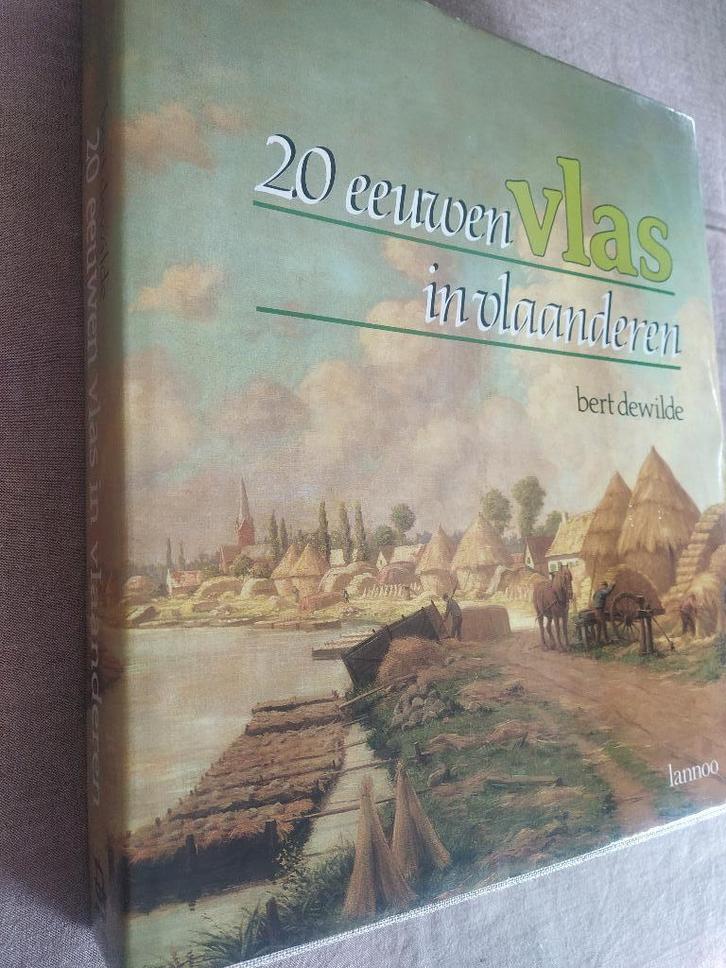 20 eeuwen vlas
in vlaanderen
bert dewilde
lannoo
20 eeuwen vlas in vlaanderen